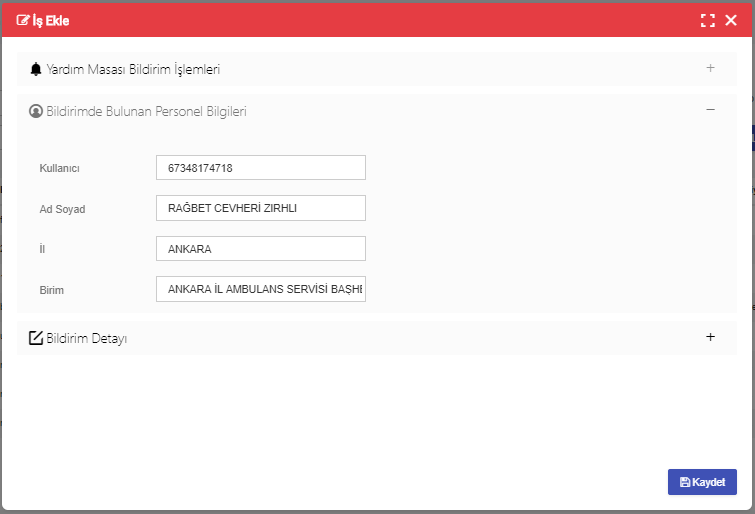 İş Ekle
Yardım Masası Bildirim İşlemleri
Bildirimde Bulunan Personel Bilgileri
Kullanıcı 67348174718
Ad Soyad RAĞBET CEVHERİ ZIRHLI
İl ANKARA
Birim ANKARA İL AMBULANS SERVİSİ
Bildirim Detayı
Kaydet